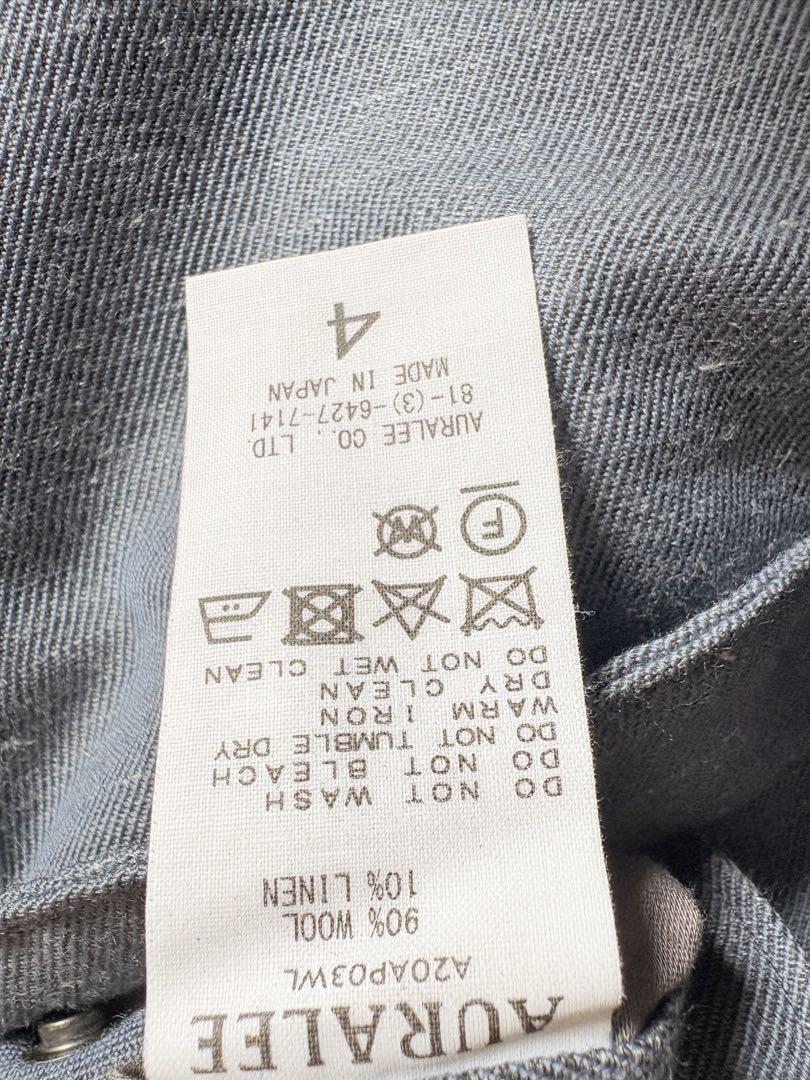 AURALEE
A20AP03WL
90% WOOL
10% LINEN
DO NOT WASH
DO NOT BLEACH
DO NOT TUMBLE DRY
WARM IRON
DRY CLEAN
DO NOT WET CLEAN
F W
AURALEE CO., LTD.
81-(3)-6427-7141
MADE IN JAPAN
4